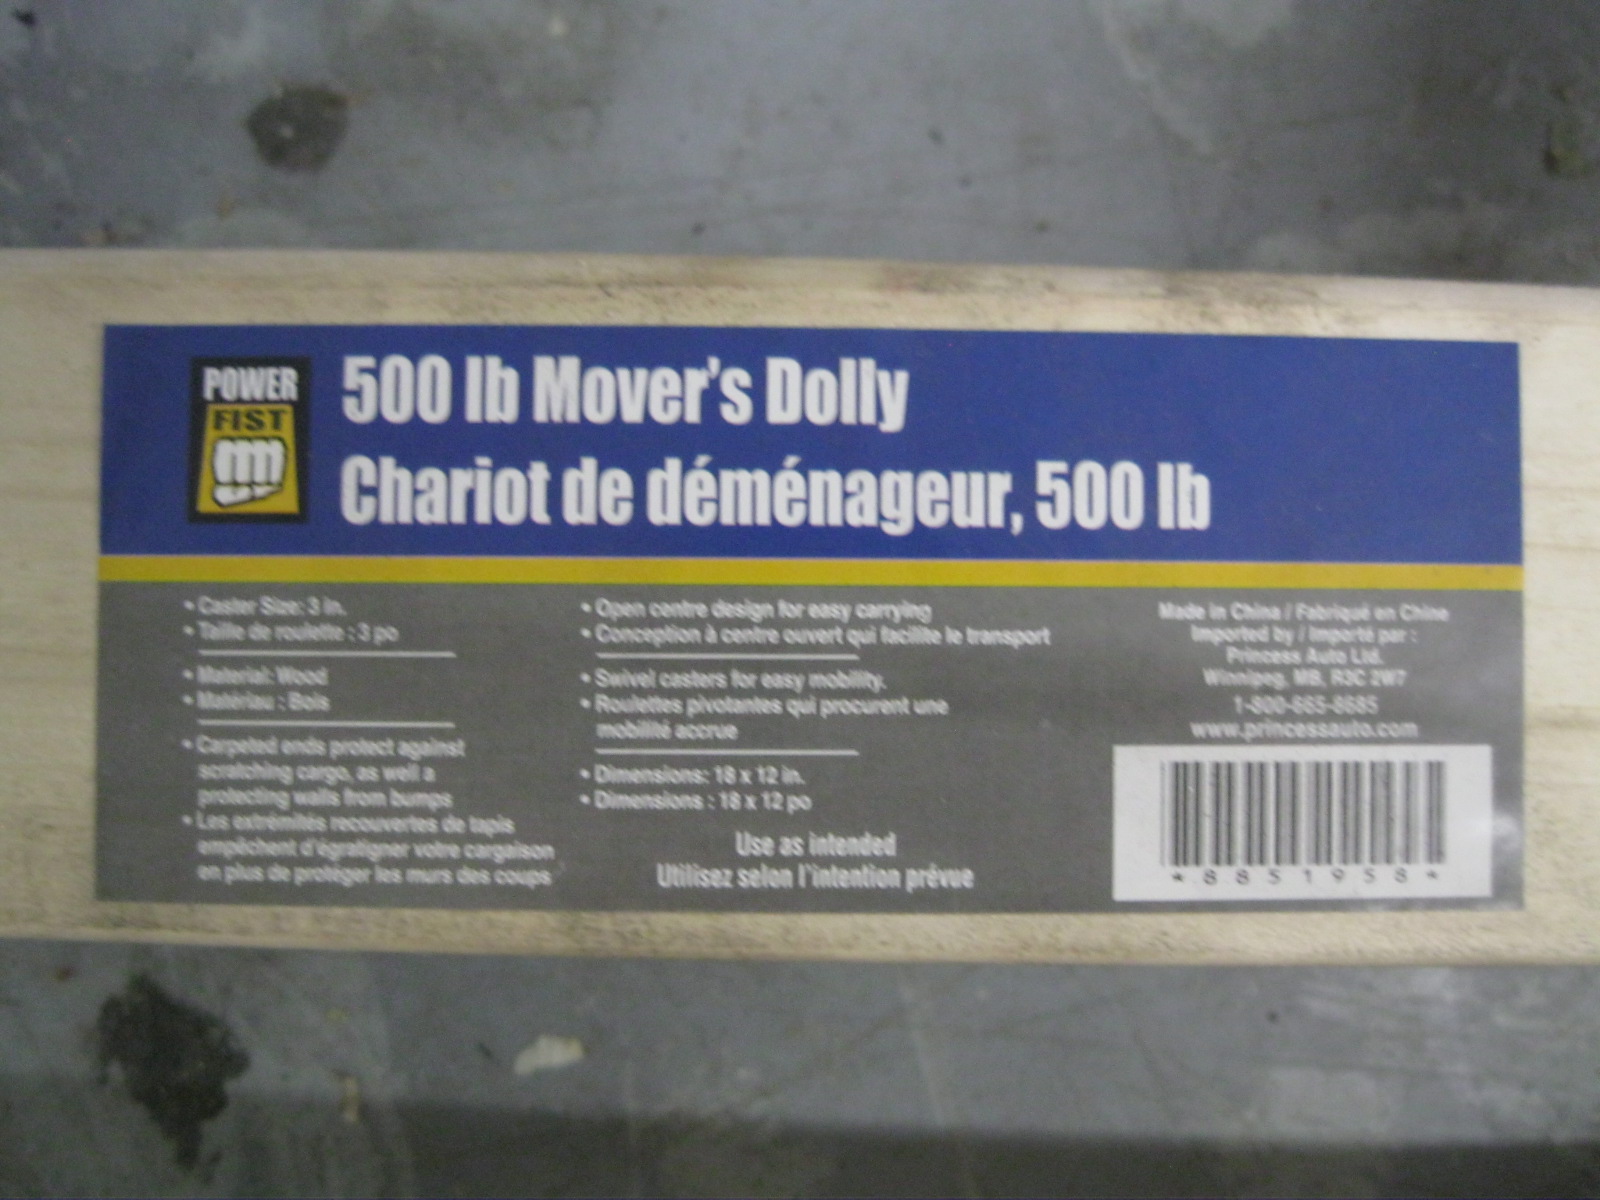 POWER
FIST
500 lb Mover's Dolly
Chariot de déménageur, 500 lb
• Caster Size: 3 in.
• Taille de roulette : 3 po
• Material: Wood
• Matériau : Bois
• Carpeted ends protect against
scratching cargo, as well a
protecting walls from bumps
• Les extrémités recouvertes de tapis
empêchent d'égratigner votre cargaison
en plus de protéger les murs des coups
• Open centre design for easy carrying
• Conception à centre ouvert qui facilite le transport
• Swivel casters for easy mobility.
• Roulettes pivotantes qui procurent une
mobilité accrue
• Dimensions: 18 x 12 in.
• Dimensions : 18 x 12 po
Use as intended
Utilisez selon l'intention prévue
Made in China / Fabriqué en Chine
Imported by / Importé par :
Princess Auto Ltd.
Winnipeg, MB, R3C 2W7
1-800-665-8685
www.princessauto.com
*8851958*